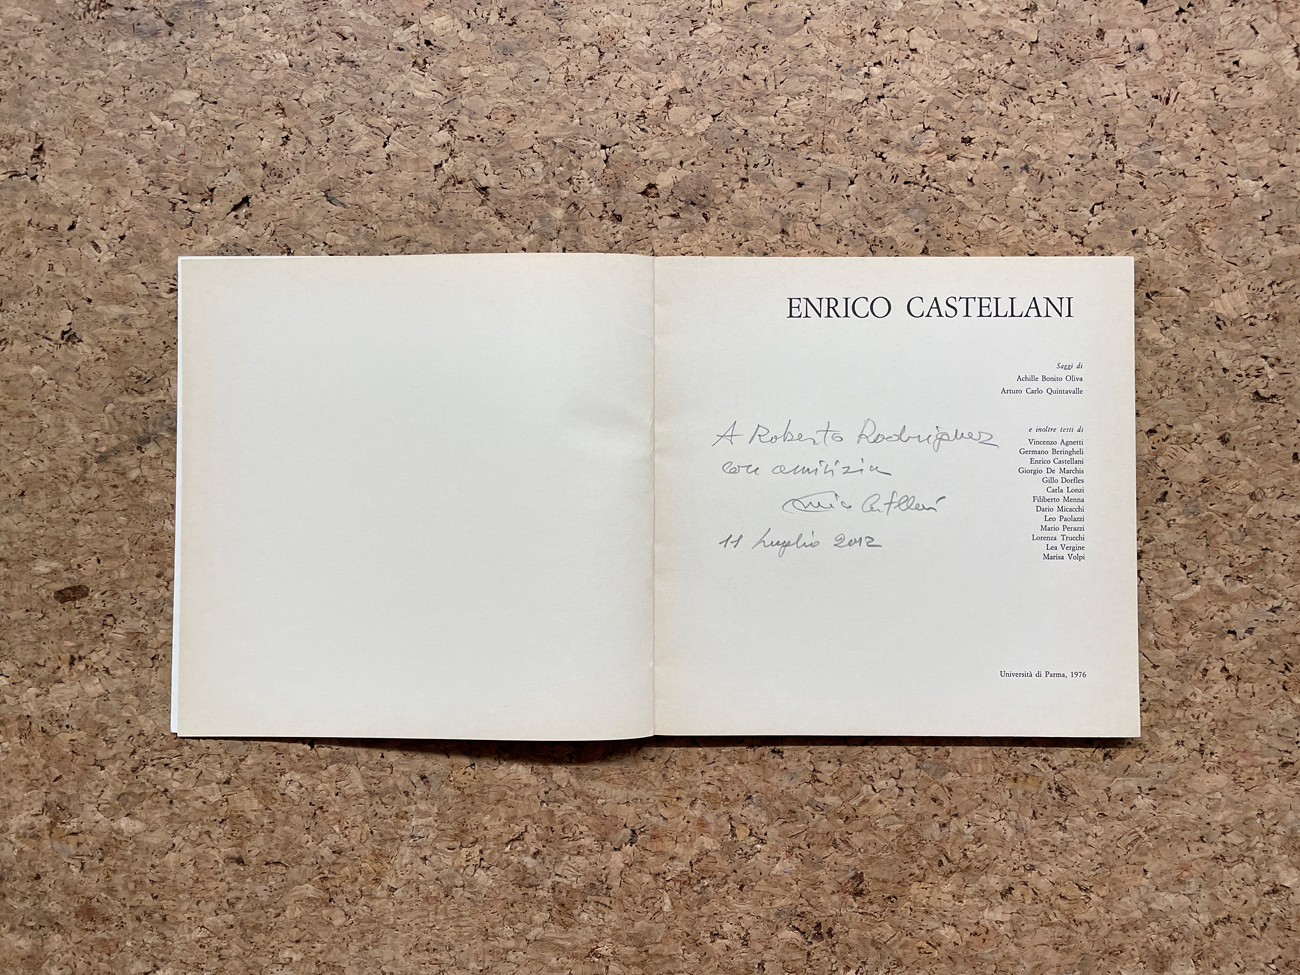 ENRICO CASTELLANI
Saggi di
Achille Bonito Oliva
Arturo Carlo Quintavalle
A Roberto Rodriguez
con amicizia
Enrico Castellani
11 Luglio 2012
e inoltre testi di
Vincenzo Agnetti
Germano Beringheli
Enrico Castellani
Giorgio De Marchis
Gillo Dorfles
Carla Lonzi
Filiberto Menna
Dario Micacchi
Leo Paolazzi
Mario Perazzi
Lorenza Trucchi
Lea Vergine
Marisa Volpi
Università di Parma, 1976